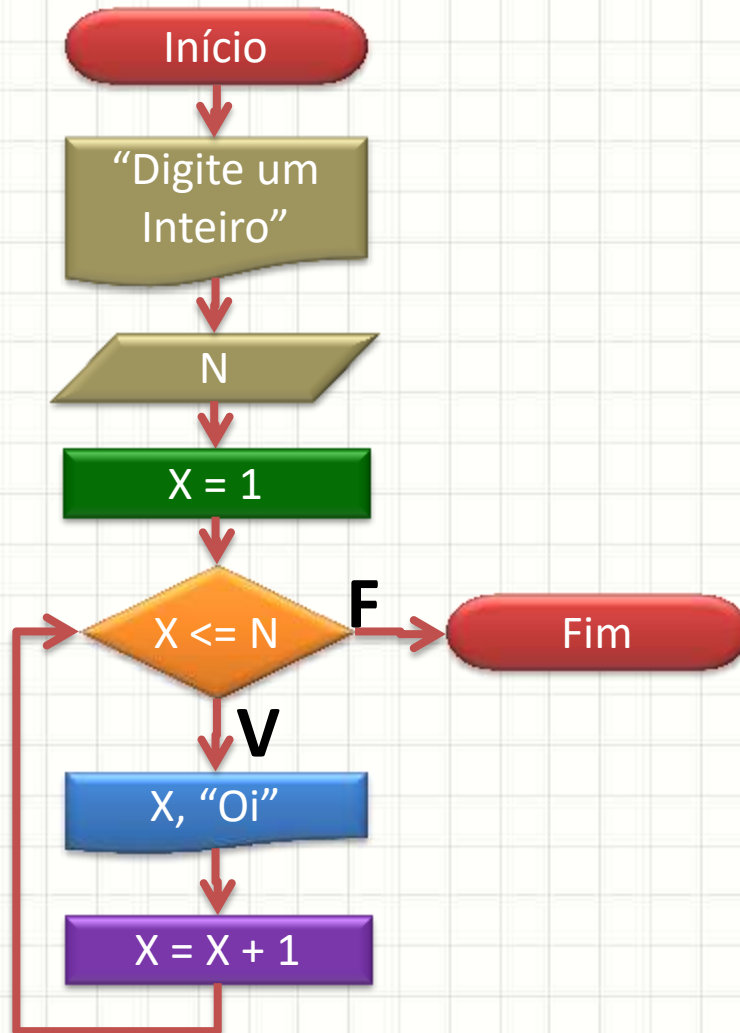 Início
“Digite um
Inteiro”
N
X = 1
X <= N
F
Fim
V
X, “Oi”
X = X + 1